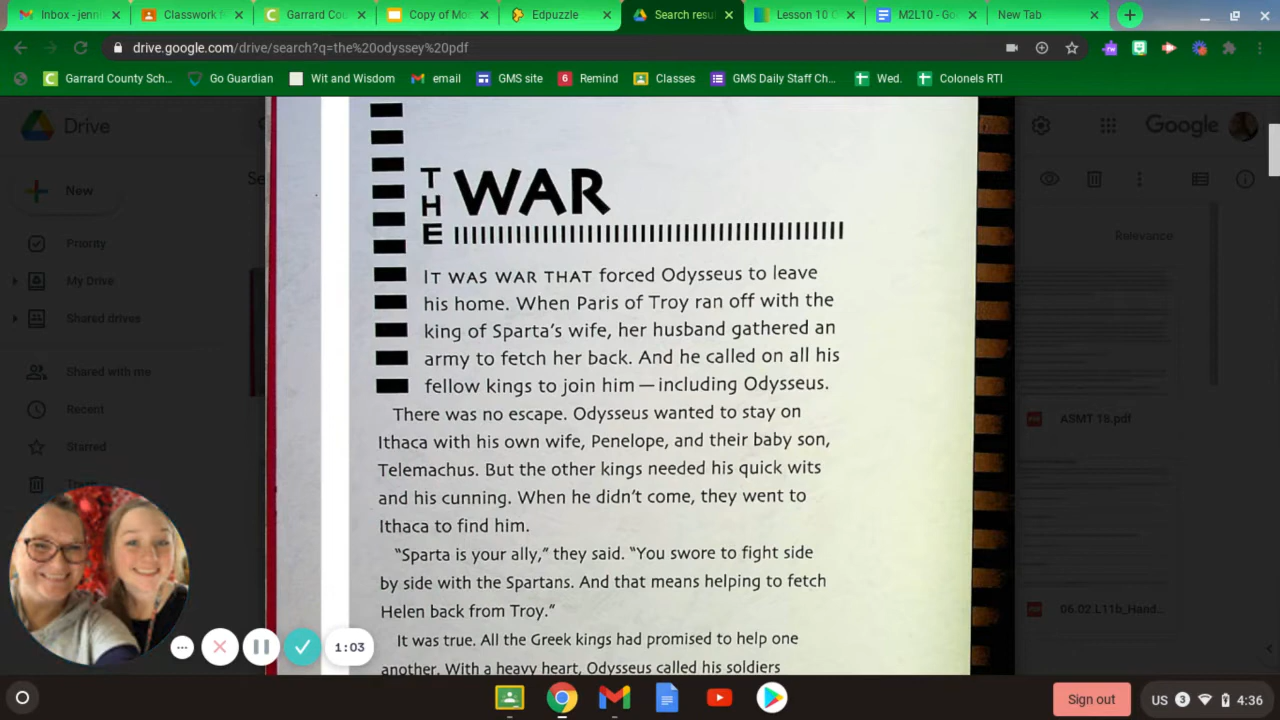 Inbox - jenn
Classwork f
Garrard Cou
Copy of Moc
Edpuzzle
Search resu
Lesson 10 C
M2L10 - Go
New Tab
drive.google.com/drive/search?q=the%20odyssey%20pdf
Garrard County Sch...
Go Guardian
Wit and Wisdom
email
GMS site
6 Remind
Classes
GMS Daily Staff Ch...
Wed.
Colonels RTI
Drive
Google
New
Se
Priority
My Drive
Shared drives
Shared with me
Recent
Starred
Relevance
ASMT 18.pdf
06.02.L11b_Hand...
THE WAR
IT WAS WAR THAT forced Odysseus to leave
his home. When Paris of Troy ran off with the
king of Sparta's wife, her husband gathered an
army to fetch her back. And he called on all his
fellow kings to join him — including Odysseus.
There was no escape. Odysseus wanted to stay on
Ithaca with his own wife, Penelope, and their baby son,
Telemachus. But the other kings needed his quick wits
and his cunning. When he didn't come, they went to
Ithaca to find him.
"Sparta is your ally," they said. "You swore to fight side
by side with the Spartans. And that means helping to fetch
Helen back from Troy."
It was true. All the Greek kings had promised to help one
another. With a heavy heart, Odysseus called his soldiers
1:03
Sign out
US 3 4:36